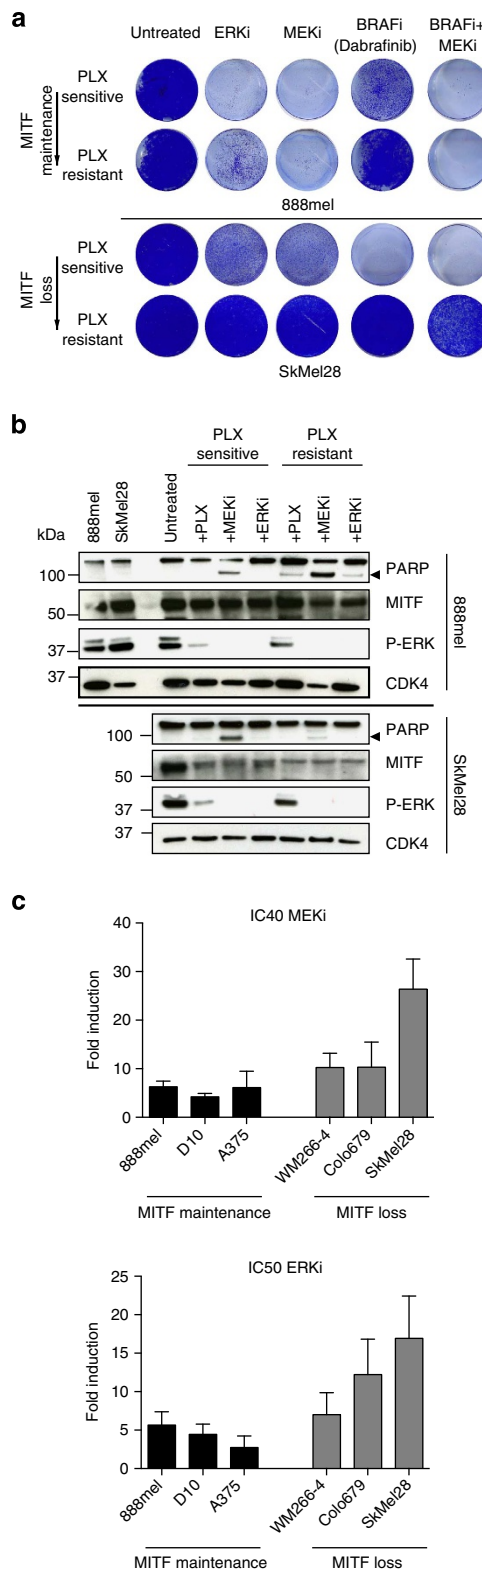 a
Untreated ERKi MEKi BRAFi (Dabrafinib) BRAFi+ MEKi
MITF maintenance
PLX sensitive
PLX resistant
888mel
MITF loss
PLX sensitive
PLX resistant
SkMel28
b
PLX sensitive PLX resistant
kDa 888mel SkMel28 Untreated +PLX +MEKi +ERKi +PLX +MEKi +ERKi
100 PARP
50 MITF
37 P-ERK
37 CDK4
888mel
100 PARP
50 MITF
37 P-ERK
37 CDK4
SkMel28
c
IC40 MEKi
Fold induction
40
30
20
10
0
888mel D10 A375 WM266-4 Colo679 SkMel28
MITF maintenance MITF loss
IC50 ERKi
Fold induction
25
20
15
10
5
0
888mel D10 A375 WM266-4 Colo679 SkMel28
MITF maintenance MITF loss